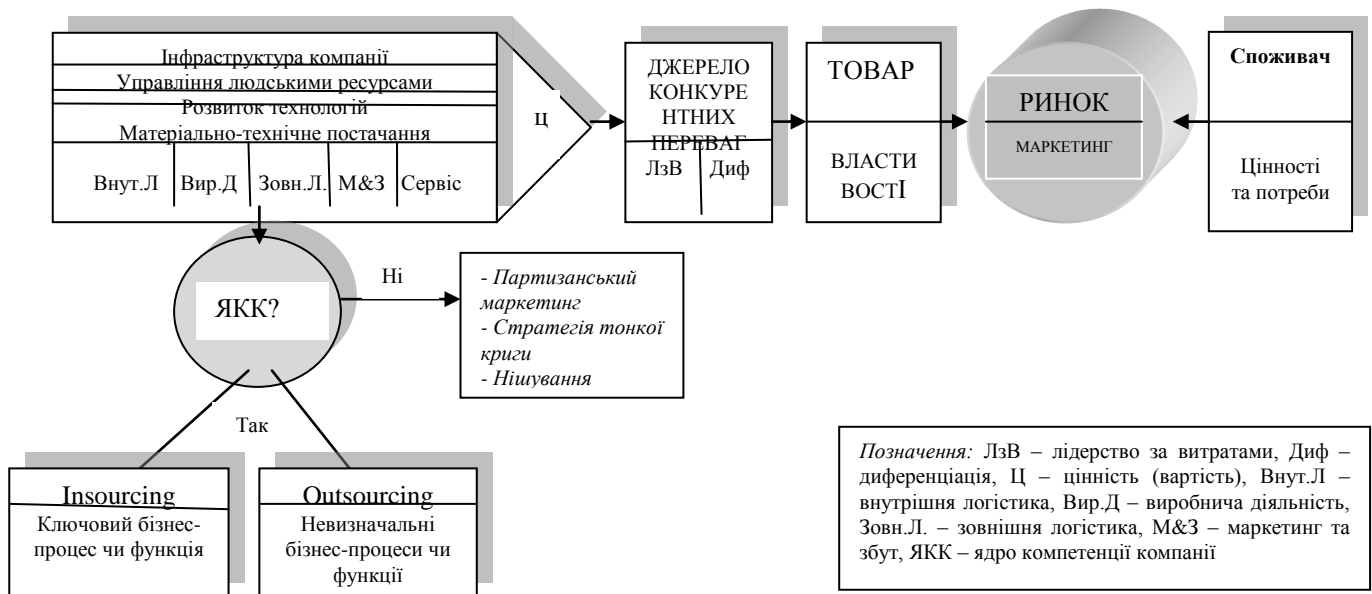 Інфраструктура компанії
Управління людськими ресурсами
Розвиток технологій
Матеріально-технічне постачання
Внут.Л
Вир.Д
Зовн.Л.
М&З
Сервіс
Ц
ДЖЕРЕЛО
КОНКУРЕ
НТНИХ
ПЕРЕВАГ
ЛзВ
Диф
ТОВАР
ВЛАСТИ
ВОСТІ
РИНОК
МАРКЕТИНГ
Споживач
Цінності
та потреби
ЯКК?
Ні
- Партизанський
маркетинг
- Стратегія тонкої
криги
- Нішування
Так
Insourcing
Ключовий бізнес-
процес чи функція
Outsourcing
Невизначальні
бізнес-процеси чи
функції
Позначення: ЛзВ – лідерство за витратами, Диф –
диференціація, Ц – цінність (вартість), Внут.Л –
внутрішня логістика, Вир.Д – виробнича діяльність,
Зовн.Л. – зовнішня логістика, М&З – маркетинг та
збут, ЯКК – ядро компетенції компанії